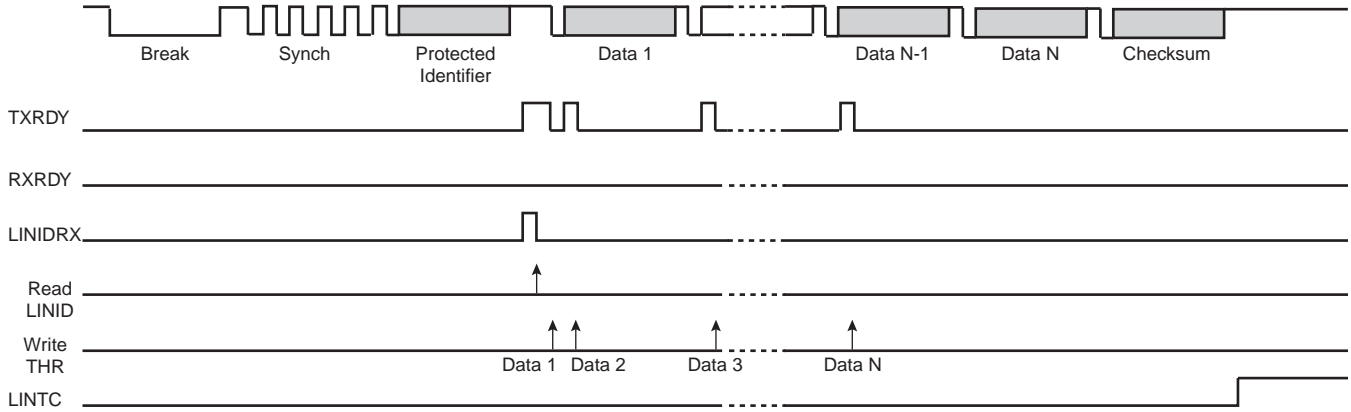 Break Synch Protected Data 1 Data N-1 Data N Checksum
Identifier
TXRDY
RXRDY
LINIDRX
Read
LINID
Write
THR
Data 1 Data 2 Data 3 Data N
LINTC